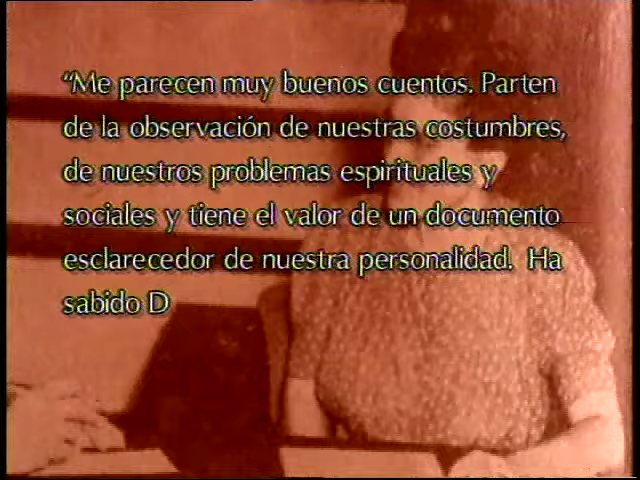 “Me parecen muy buenos cuentos. Parten
de la observación de nuestras costumbres,
de nuestros problemas espirituales y
sociales y tiene el valor de un documento
esclarecedor de nuestra personalidad. Ha
sabido D